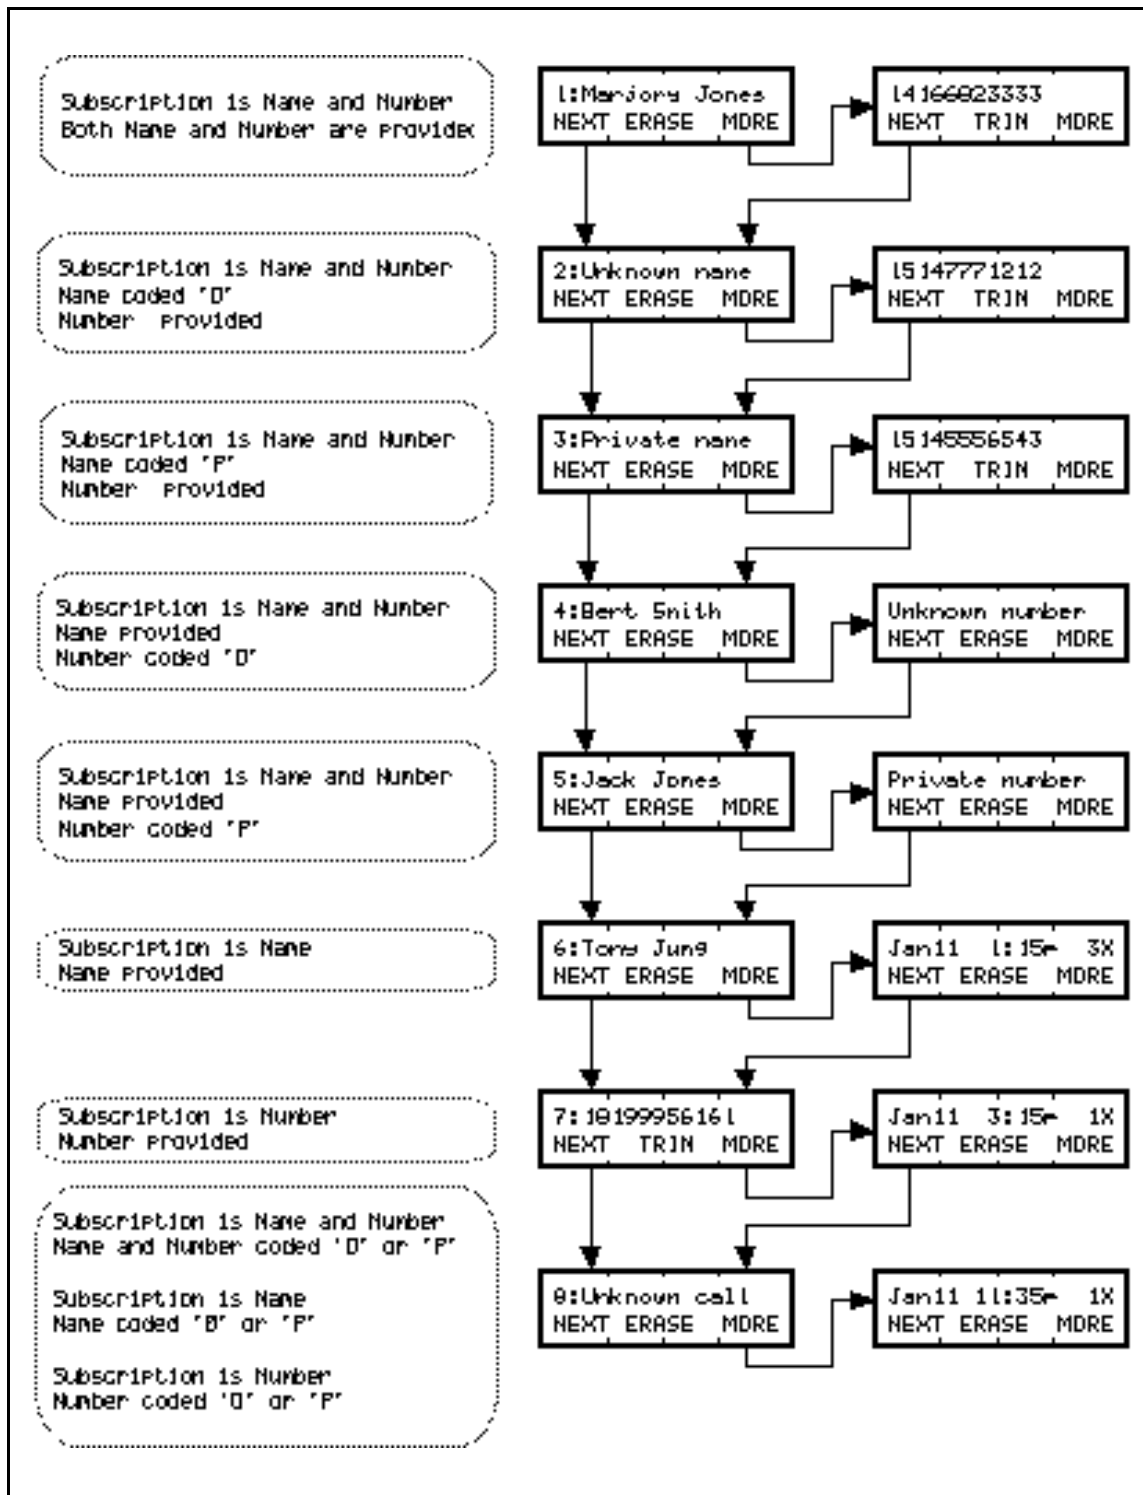 Subscription is Name and Number
Both Name and Number are provided
1:Marjory Jones
NEXT ERASE MORE
14166023333
NEXT TRIM MORE
Subscription is Name and Number
Name coded "O"
Number provided
2:Unknown name
NEXT ERASE MORE
15147771212
NEXT TRIM MORE
Subscription is Name and Number
Name coded "P"
Number provided
3:Private name
NEXT ERASE MORE
15145556543
NEXT TRIM MORE
Subscription is Name and Number
Name provided
Number coded "O"
4:Bert Smith
NEXT ERASE MORE
Unknown number
NEXT ERASE MORE
Subscription is Name and Number
Name provided
Number coded "P"
5:Jack Jones
NEXT ERASE MORE
Private number
NEXT ERASE MORE
Subscription is Name
Name provided
6:Tony Jung
NEXT ERASE MORE
Jan11 1:15p 3X
NEXT ERASE MORE
Subscription is Number
Number provided
7:18199956161
NEXT TRIM MORE
Jan11 3:15p 1X
NEXT ERASE MORE
Subscription is Name and Number
Name and Number coded "O" or "P"
Subscription is Name
Name coded "O" or "P"
Subscription is Number
Number coded "O" or "P"
8:Unknown call
NEXT ERASE MORE
Jan11 11:35p 1X
NEXT ERASE MORE